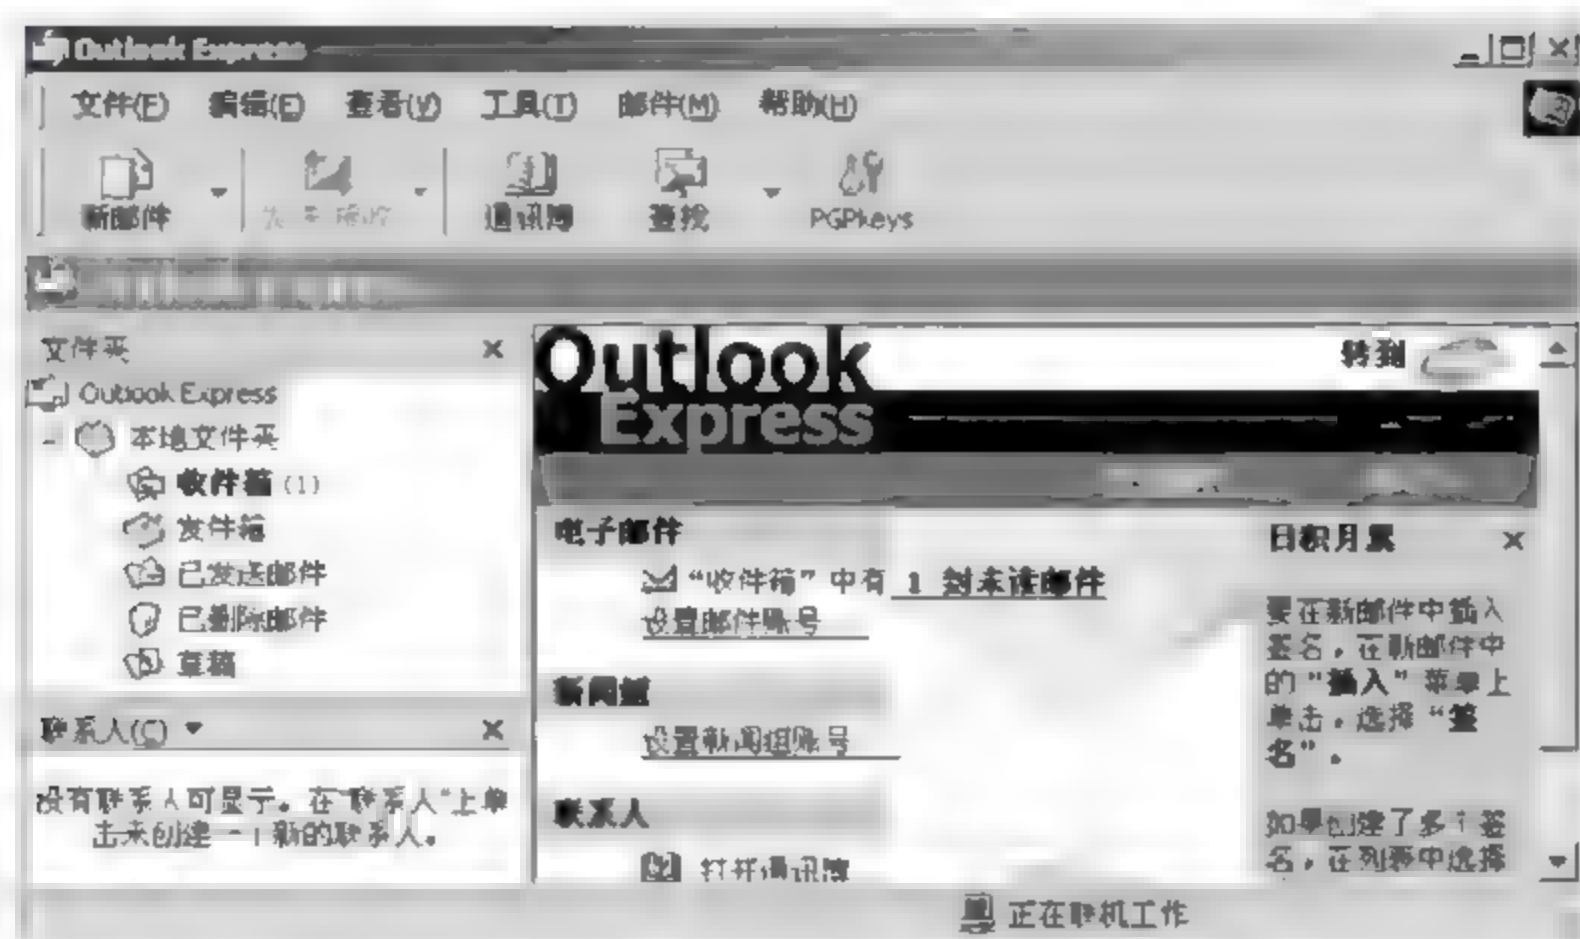 Outlook Express
文件(F) 编辑(E) 查看(V) 工具(T) 邮件(M) 帮助(H)
新邮件 通讯簿 查找 PGPkeys
文件夹
Outlook Express
本地文件夹
收件箱 (1)
发件箱
已发送邮件
已删除邮件
草稿
联系人(C)
没有联系人可显示。在“联系人”上单
击来创建一个新的联系人。
Outlook
Express
转到
电子邮件
“收件箱”中有 1 封未读邮件
设置邮件账号
新闻组
设置新闻组账号
联系人
打开通讯簿
日积月累
要在新邮件中插入
签名，在新邮件中
的“插入”菜单上
单击，选择“签
名”。
如果创建了多个签
名，在列表中选择
正在联机工作